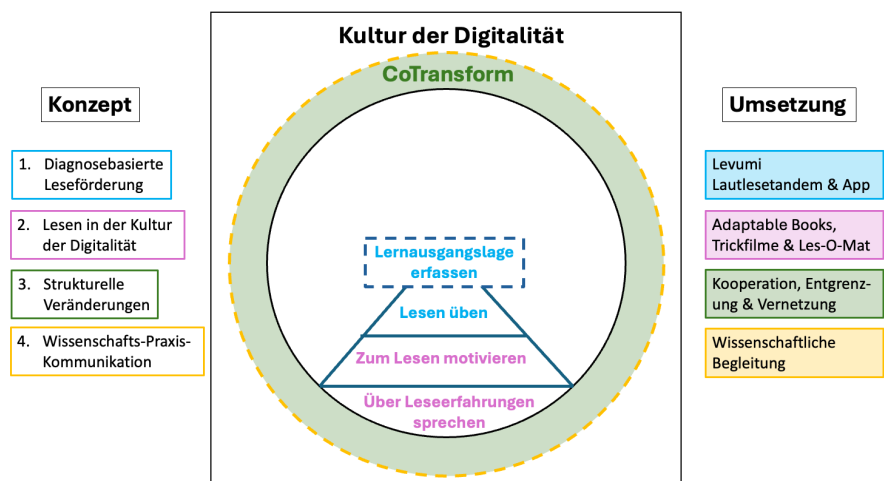 Kultur der Digitalität
CoTransform
Konzept
1. Diagnosebasierte
Leseförderung
2. Lesen in der Kultur
der Digitalität
3. Strukturelle
Veränderungen
4. Wissenschafts-Praxis-
Kommunikation
Lernausgangslage
erfassen
Lesen üben
Zum Lesen motivieren
Über Leseerfahrungen
sprechen
Umsetzung
Levumi
Lautlesetandem & App
Adaptable Books,
Trickfilme & Les-O-Mat
Kooperation, Entgrenz-
ung & Vernetzung
Wissenschaftliche
Begleitung